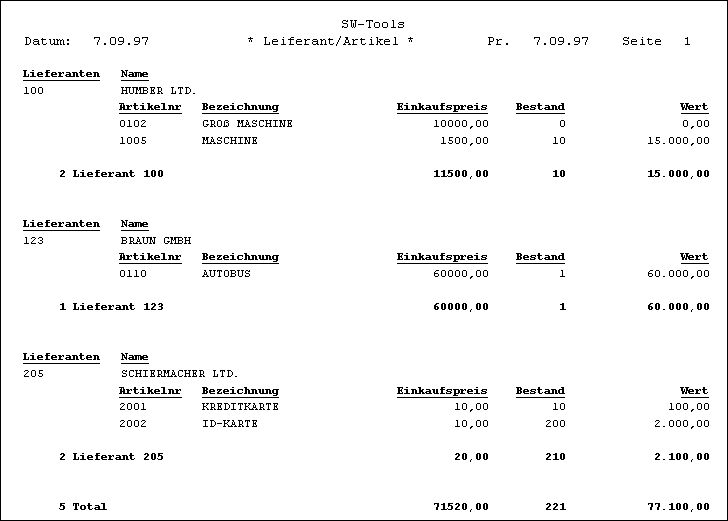 SW-Tools
Datum: 7.09.97 * Leiferant/Artikel * Pr. 7.09.97 Seite 1
Lieferanten Name
100 HUMBER LTD.
Artikelnr Bezeichnung Einkaufspreis Bestand Wert
0102 GROß MASCHINE 10000,00 0 0,00
1005 MASCHINE 1500,00 10 15.000,00
2 Lieferant 100 11500,00 10 15.000,00
Lieferanten Name
123 BRAUN GMBH
Artikelnr Bezeichnung Einkaufspreis Bestand Wert
0110 AUTOBUS 60000,00 1 60.000,00
1 Lieferant 123 60000,00 1 60.000,00
Lieferanten Name
205 SCHIERMACHER LTD.
Artikelnr Bezeichnung Einkaufspreis Bestand Wert
2001 KREDITKARTE 10,00 10 100,00
2002 ID-KARTE 10,00 200 2.000,00
2 Lieferant 205 20,00 210 2.100,00
5 Total 71520,00 221 77.100,00